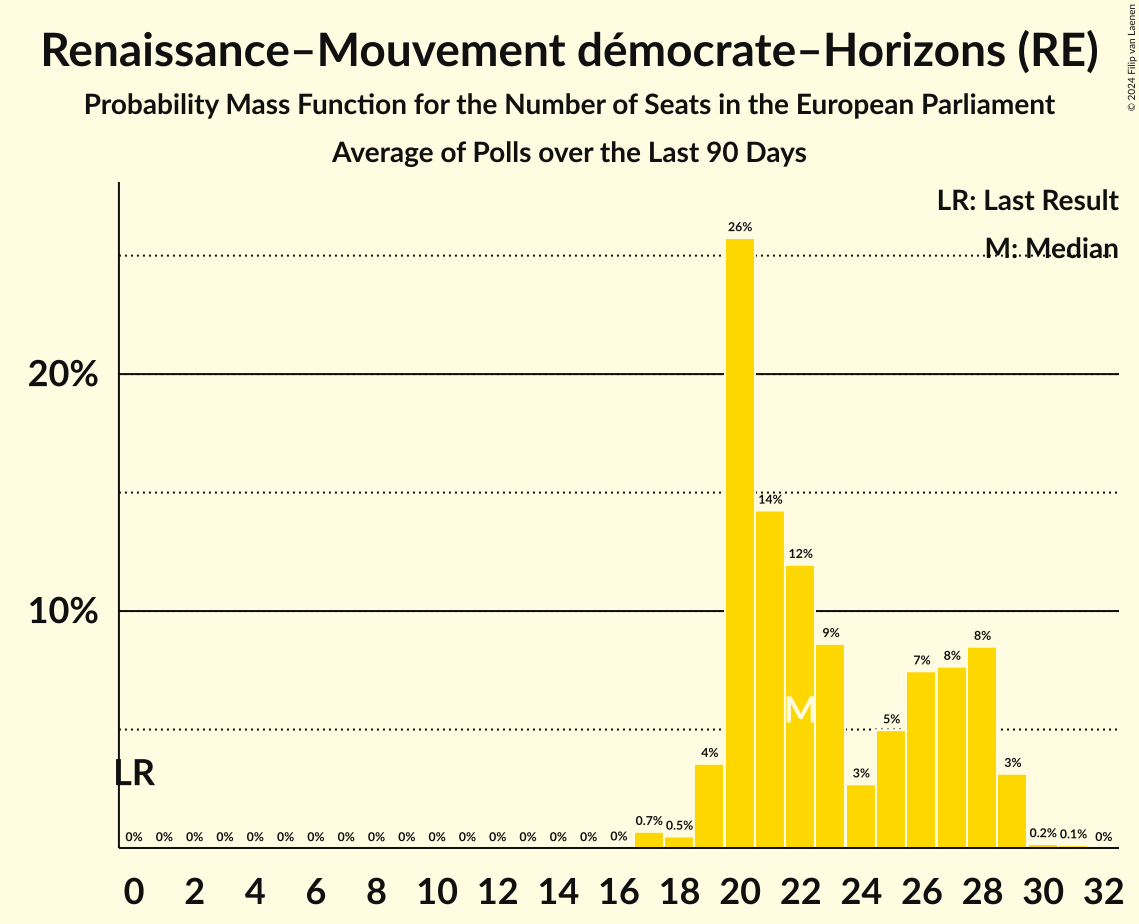 Renaissance–Mouvement démocrate–Horizons (RE)
Probability Mass Function for the Number of Seats in the European Parliament
Average of Polls over the Last 90 Days
© 2024 Filip van Laenen
LR: Last Result
M: Median
26%
20%
14%
12%
10%
9%
8%
7% 8%
M
5%
4%
LR
3% 3%
0% 0% 0% 0% 0% 0% 0% 0% 0% 0% 0% 0% 0% 0% 0% 0% 0% 0.7% 0.5% 0.2% 0.1% 0%
0 2 4 6 8 10 12 14 16 18 20 22 24 26 28 30 32